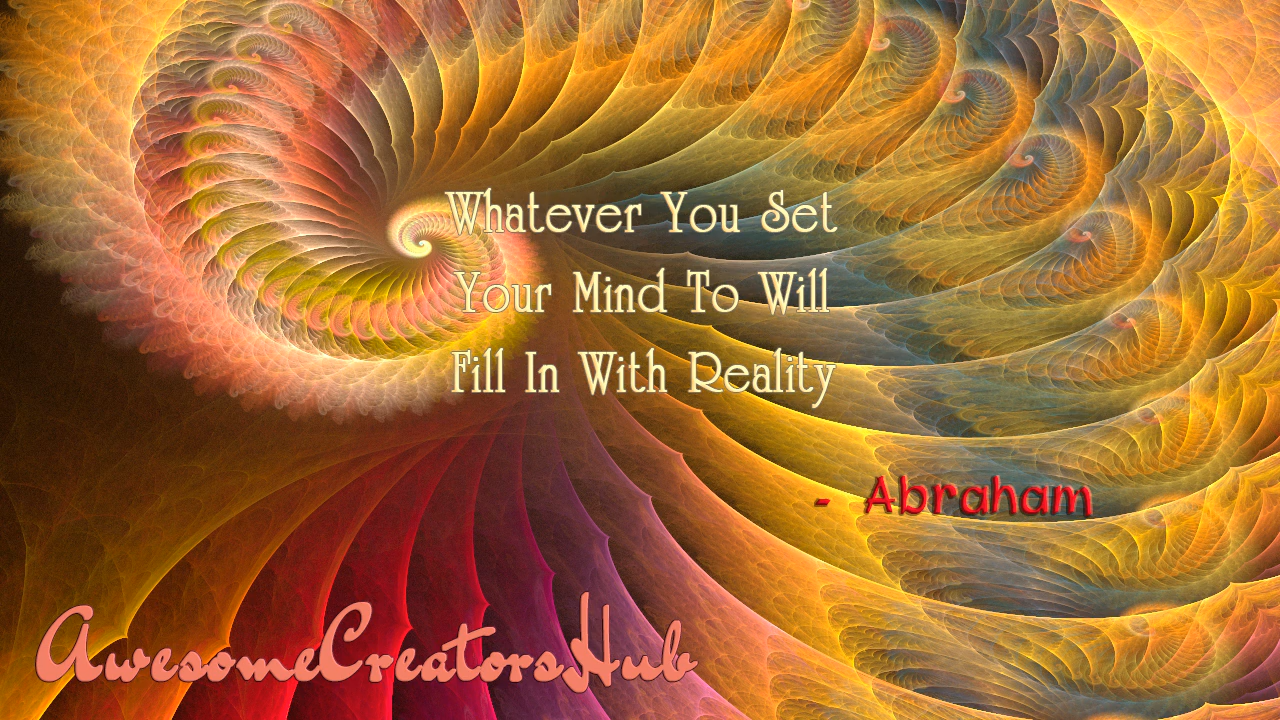 Whatever You Set
Your Mind To Will
Fill In With Reality
- Abraham
AwesomeCreatorsHub